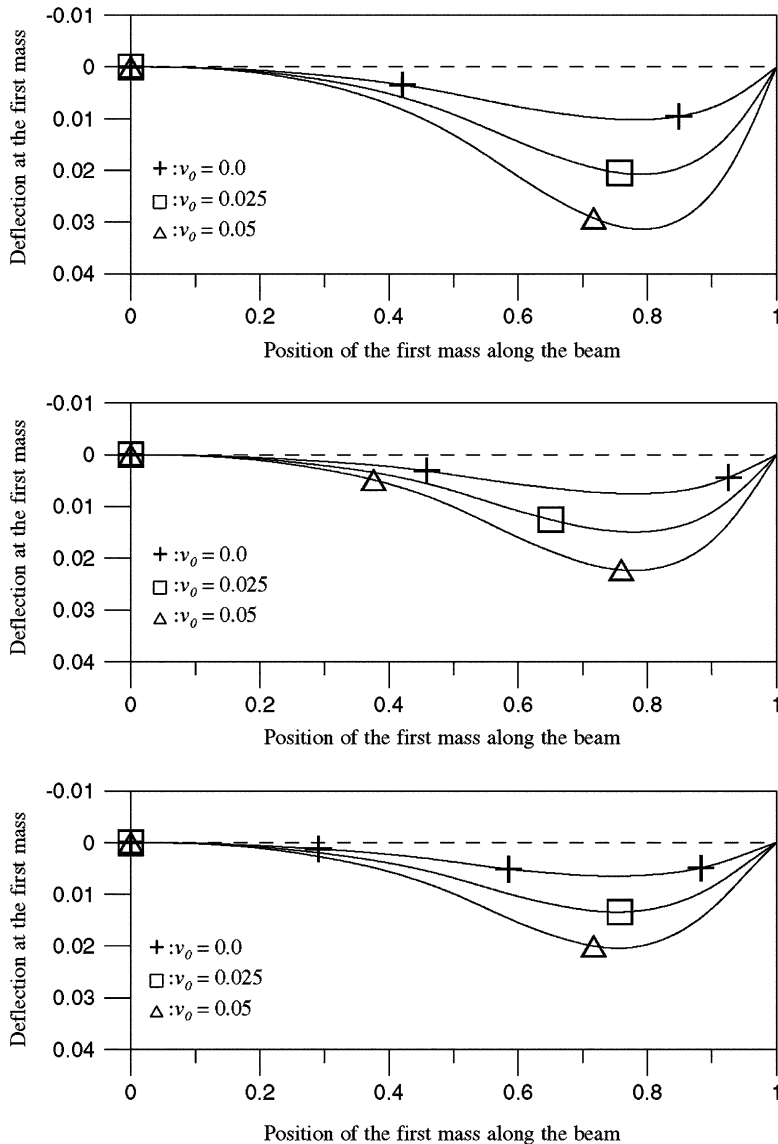 Deflection at the first mass
-0.01
0
0.01
0.02
0.03
0.04
+ :v₀ = 0.0
□ :v₀ = 0.025
△ :v₀ = 0.05
0 0.2 0.4 0.6 0.8 1
Position of the first mass along the beam
Deflection at the first mass
-0.01
0
0.01
0.02
0.03
0.04
+ :v₀ = 0.0
□ :v₀ = 0.025
△ :v₀ = 0.05
0 0.2 0.4 0.6 0.8 1
Position of the first mass along the beam
Deflection at the first mass
-0.01
0
0.01
0.02
0.03
0.04
+ :v₀ = 0.0
□ :v₀ = 0.025
△ :v₀ = 0.05
0 0.2 0.4 0.6 0.8 1
Position of the first mass along the beam